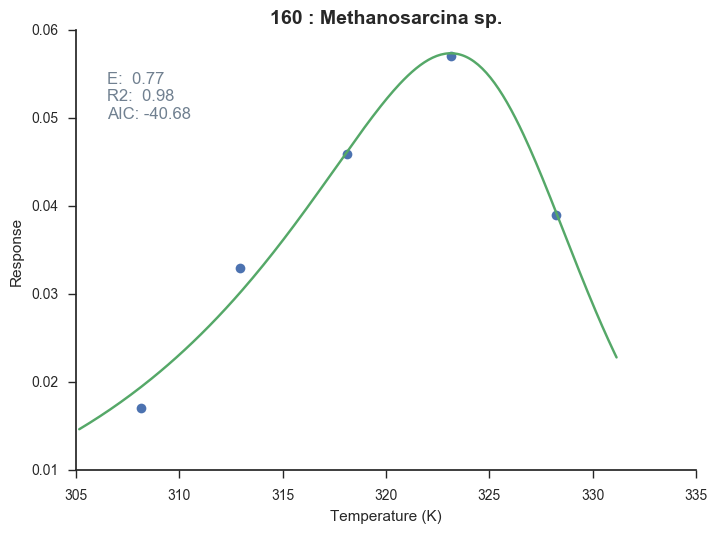 160 : Methanosarcina sp.
E: 0.77
R2: 0.98
AIC: -40.68
Response
0.06
0.05
0.04
0.03
0.02
0.01
305 310 315 320 325 330 335
Temperature (K)